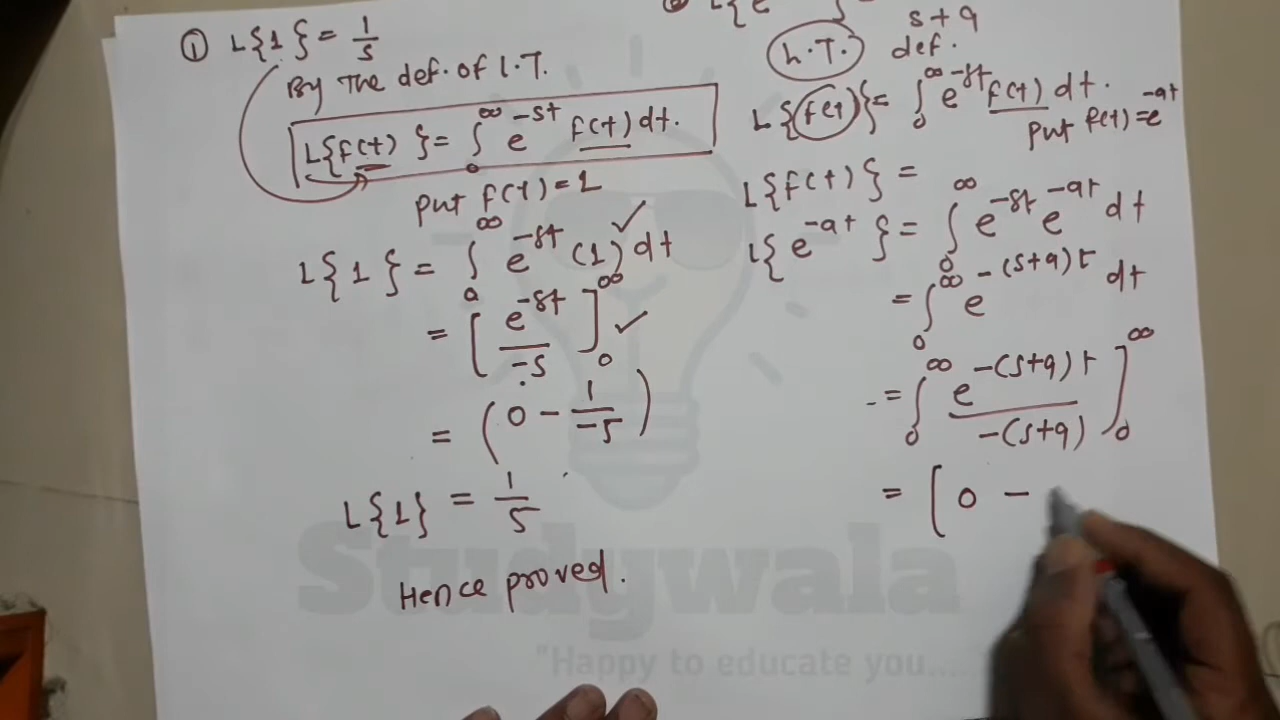 ① L{1} = 1/s
By The def. of L.T.
L{f(t)} = ∫₀^∞ e^{-st} f(t) dt.
put f(t) = 1
L{1} = ∫₀^∞ e^{-st} (1) dt ✓
= [e^{-st}/-s]₀^∞ ✓
= (0 - 1/-s)
L{1} = 1/s
Hence proved.
s+a
L.T. def.
L{f(t)} = ∫₀^∞ e^{-st} f(t) dt.
put f(t) = e^{-at}
L{f(t)} =
L{e^{-at}} = ∫₀^∞ e^{-st} e^{-at} dt
= ∫₀^∞ e^{-(s+a)t} dt
= ∫₀^∞ e^{-(s+a)t}/-(s+a)]₀^∞
= [0 -
Studywala
"Happy to educate you....